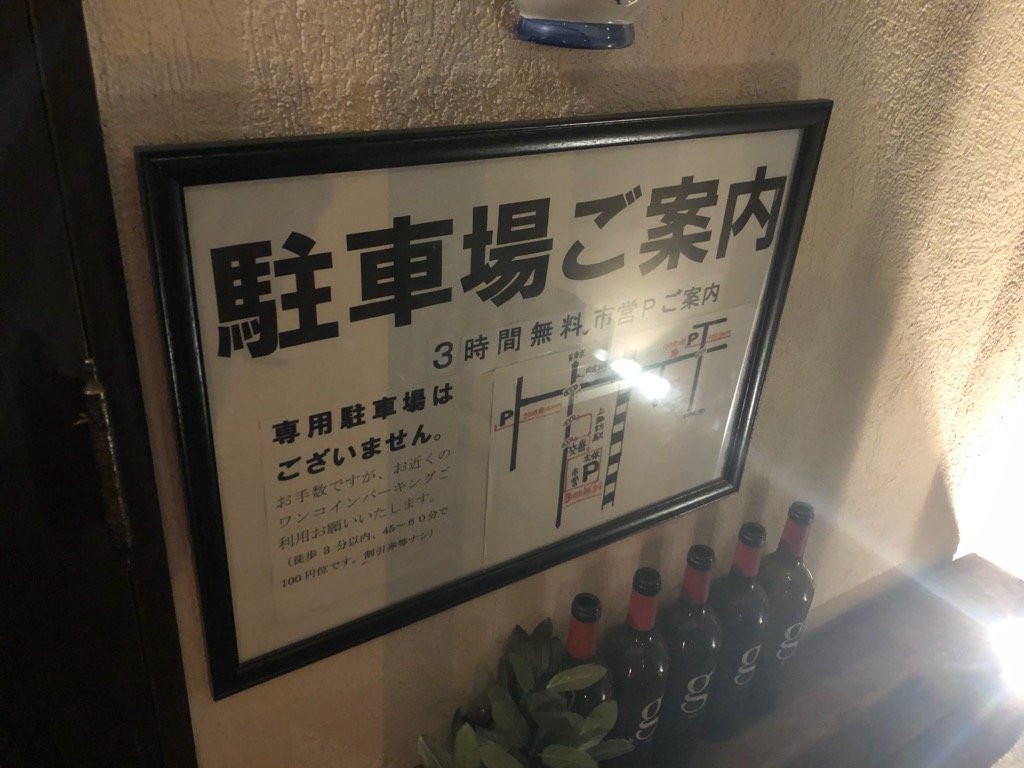 駐車場ご案内
3時間無料 市営Pご案内
専用駐車場は
ございません。
お手数ですが、お近くの
ワンコインパーキングご
利用お願いいたします。
(徒歩3分以内、45~60分で
100円位です。割引券等ナシ)
P
P
P
g
g
g
g
g